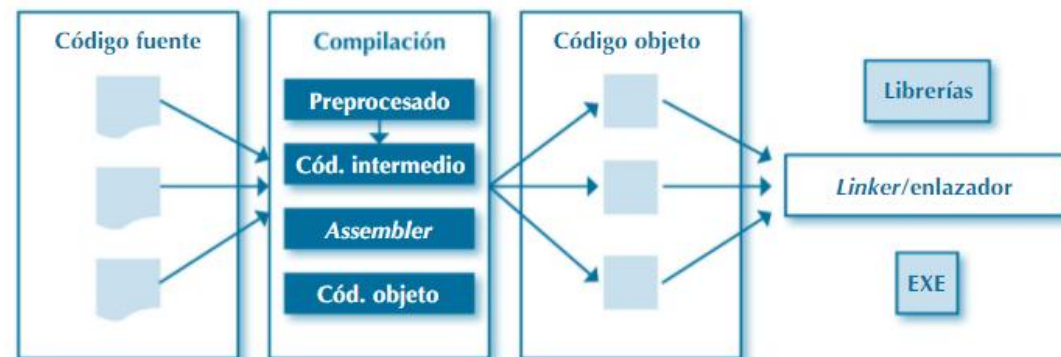 Código fuente
Compilación
Preprocesado
Cód. intermedio
Assembler
Cód. objeto
Código objeto
Librerías
Linker/enlazador
EXE